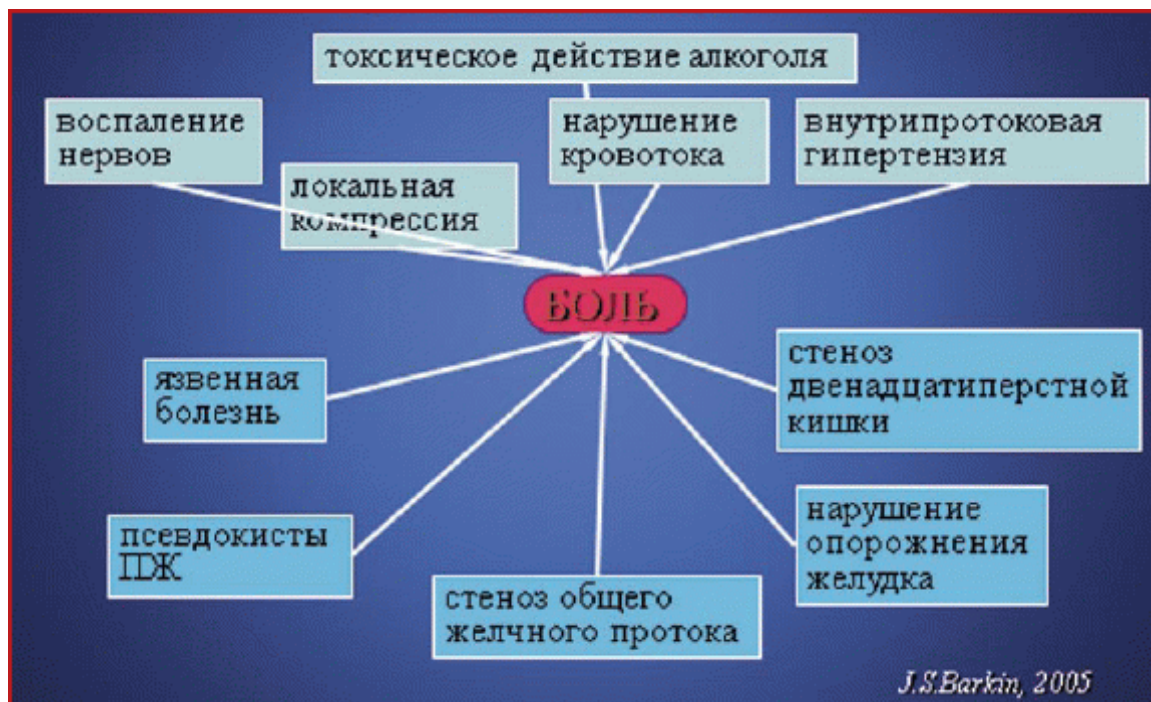 токсическое действие алкоголя
воспаление
нервов
нарушение
кровотока
внутрипротоковая
гипертензия
локальная
компрессия
БОЛЬ
язвенная
болезнь
стеноз
двенадцатиперстной
кишки
псевдокисты
ПЖ
стеноз общего
желчного протока
нарушение
опорожнения
желудка
J.S.Barkin, 2005